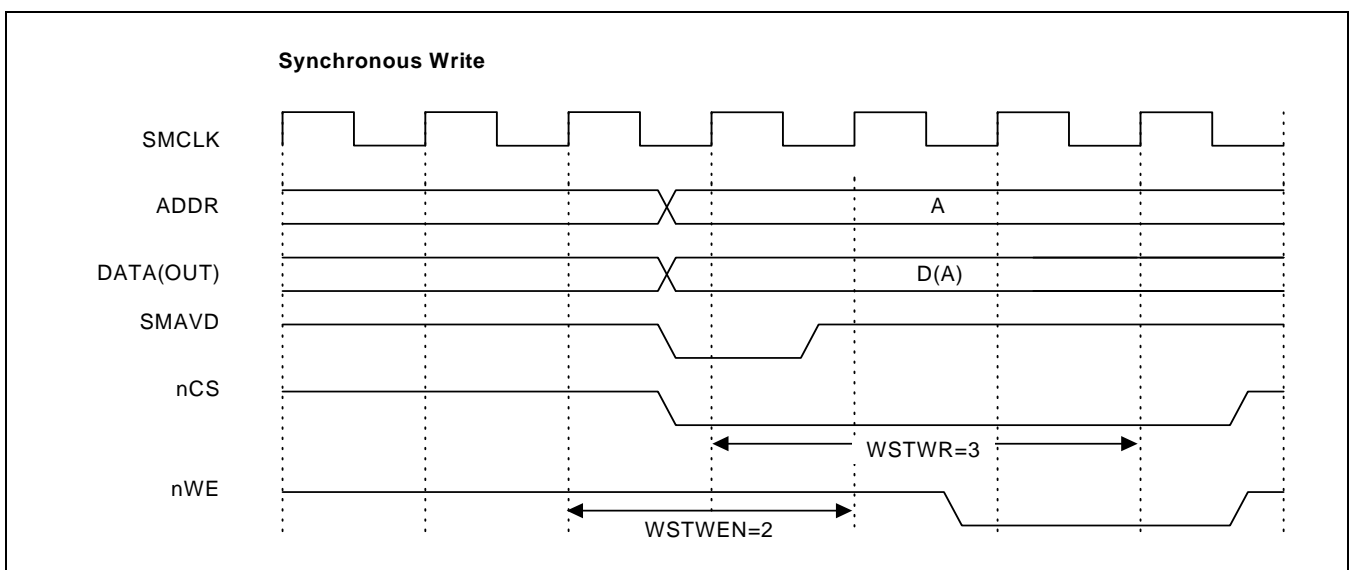 Synchronous Write
SMCLK
ADDR
A
DATA(OUT)
D(A)
SMAVD
nCS
WSTWR=3
nWE
WSTWEN=2